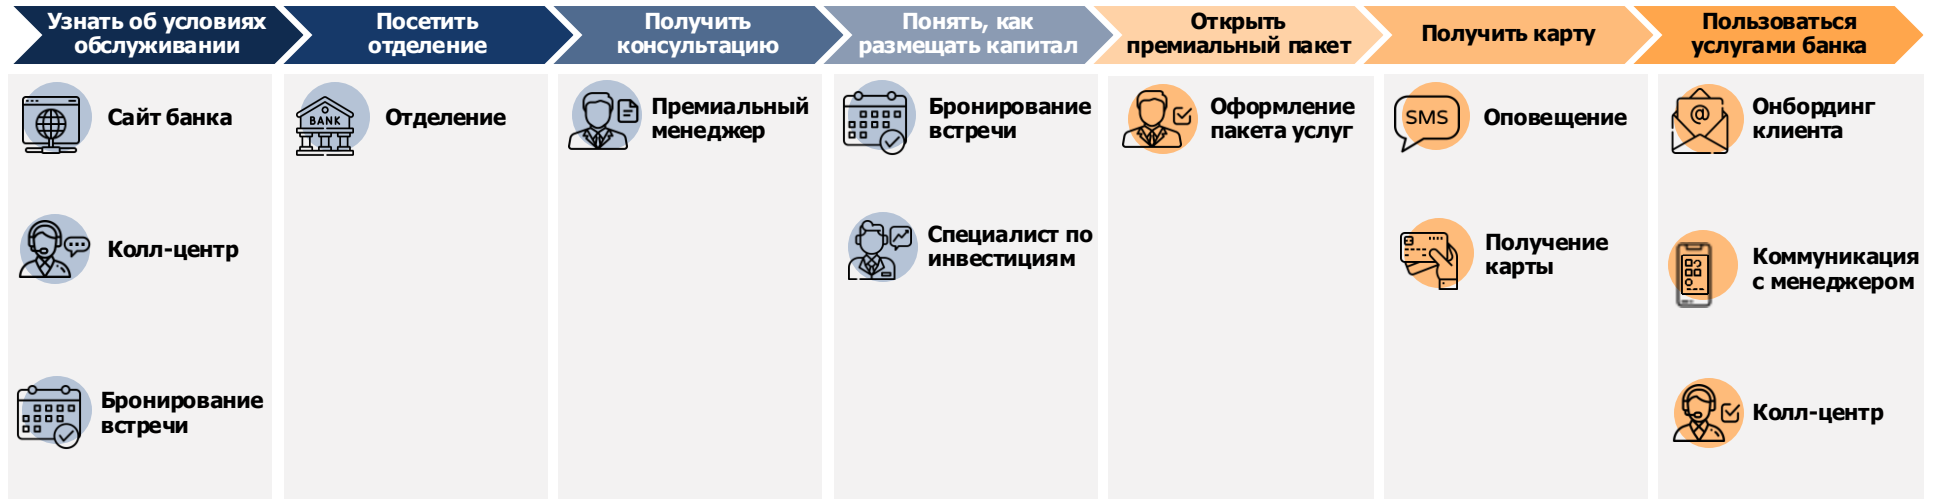 Узнать об условиях
обслуживании
Посетить
отделение
Получить
консультацию
Понять, как
размещать капитал
Открыть
премиальный пакет
Получить карту
Пользоваться
услугами банка
Сайт банка
Колл-центр
Бронирование
встречи
BANK
Отделение
Премиальный
менеджер
Бронирование
встречи
Специалист по
инвестициям
Оформление
пакета услуг
SMS
Оповещение
Получение
карты
@
Онбординг
клиента
Коммуникация
с менеджером
Колл-центр